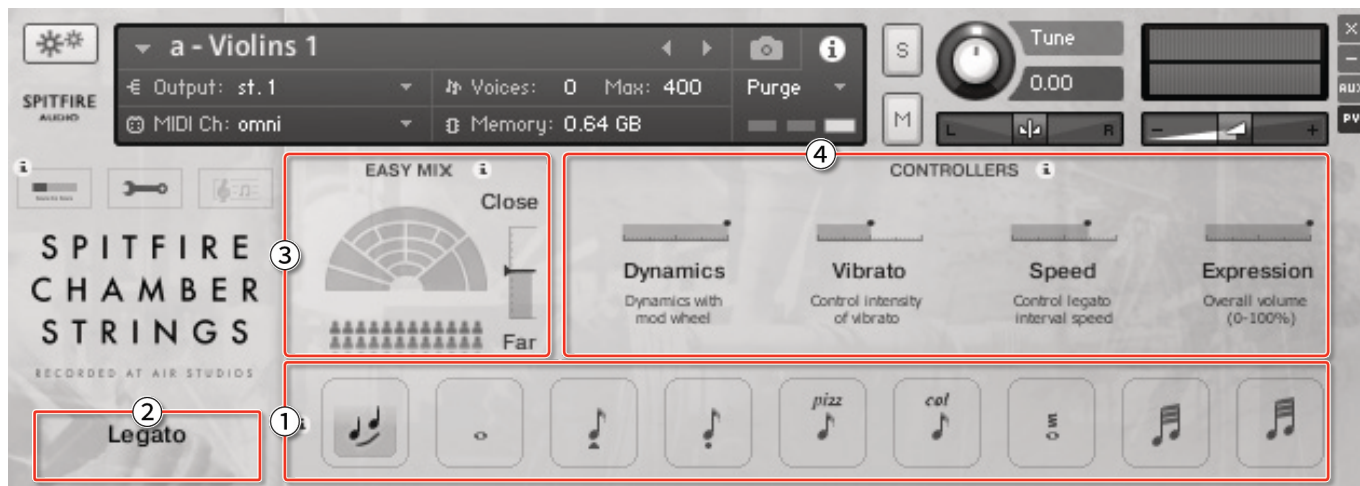 a - Violins 1
Output: st. 1
Voices: 0 Max: 400
Purge
MIDI Ch: omni
Memory: 0.64 GB
S
M
Tune
0.00
L R
- +
X
-
AUX
PV
SPITFIRE
AUDIO
SPITFIRE
CHAMBER
STRINGS
RECORDED AT AIR STUDIOS
2
Legato
3
EASY MIX i
Close
Far
4
CONTROLLERS i
Dynamics
Dynamics with
mod wheel
Vibrato
Control intensity
of vibrato
Speed
Control legato
interval speed
Expression
Overall volume
(0-100%)
1
pizz
col